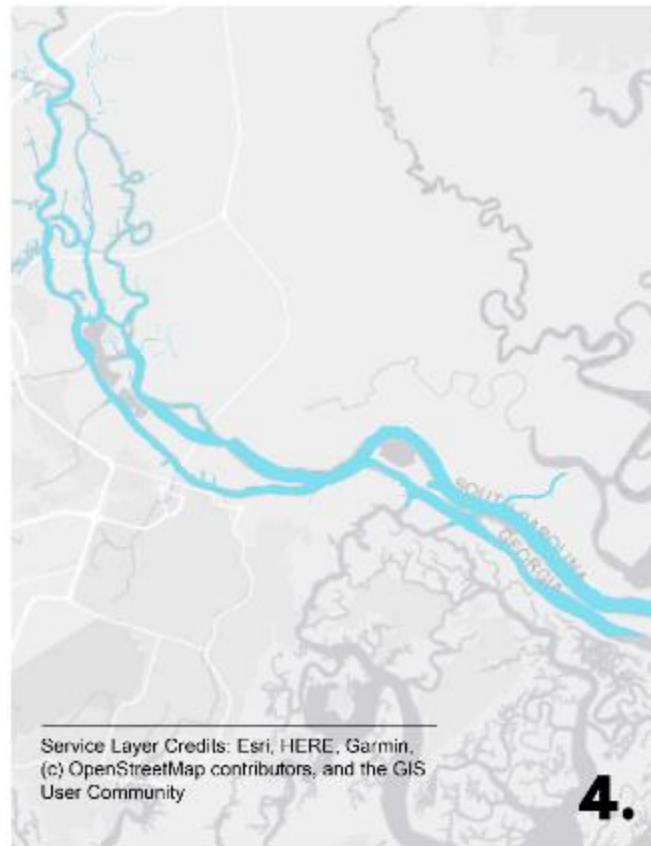 SOUTH CAROLINA
GEORGIA
Service Layer Credits: Esri, HERE, Garmin,
(c) OpenStreetMap contributors, and the GIS
User Community
4.